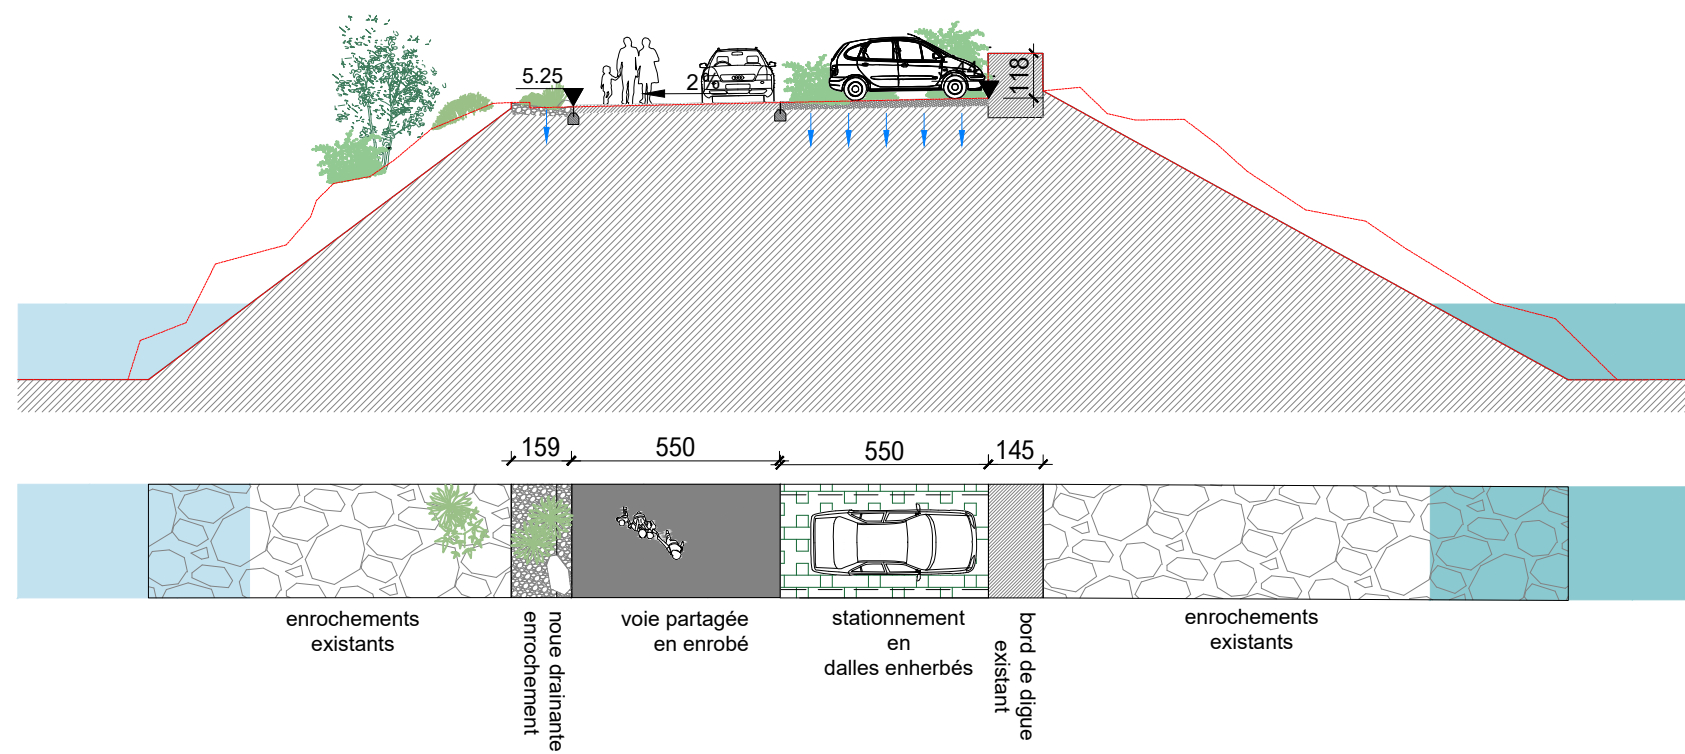 5.25
2%
118
159
550
550
145
enrochements
existants
noue drainante
enrochement
voie partagée
en enrobé
stationnement
en
dalles enherbés
bord de digue
existant
enrochements
existants